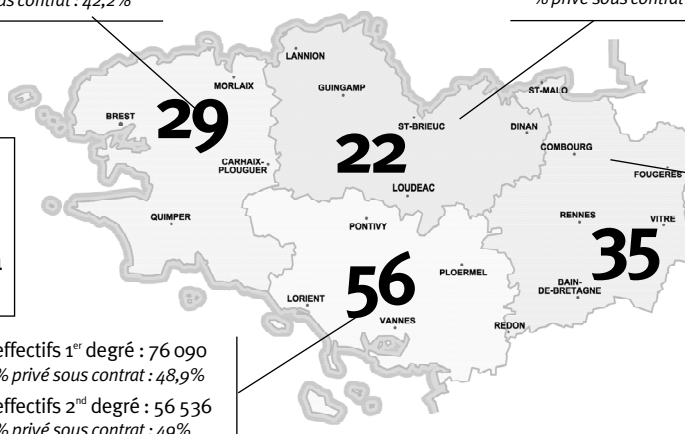 contrat : 42,2%
% privé sous contrat
LANNION
MORLAIX
GUINGAMP
ST-MALO
BREST
29
ST-BRIEUC
DINAN
22
COMBOURG
CARHAIX-
PLOUGUER
FOUGERES
LOUDEAC
QUIMPER
PONTIVY
RENNES
VITRE
35
PLOERMEL
56
BAIN-
DE-BRETAGNE
LORIENT
VANNES
REDON
effectifs 1er degré : 76 090
% privé sous contrat : 48,9%
effectifs 2nd degré : 56 536
% privé sous contrat : 49%